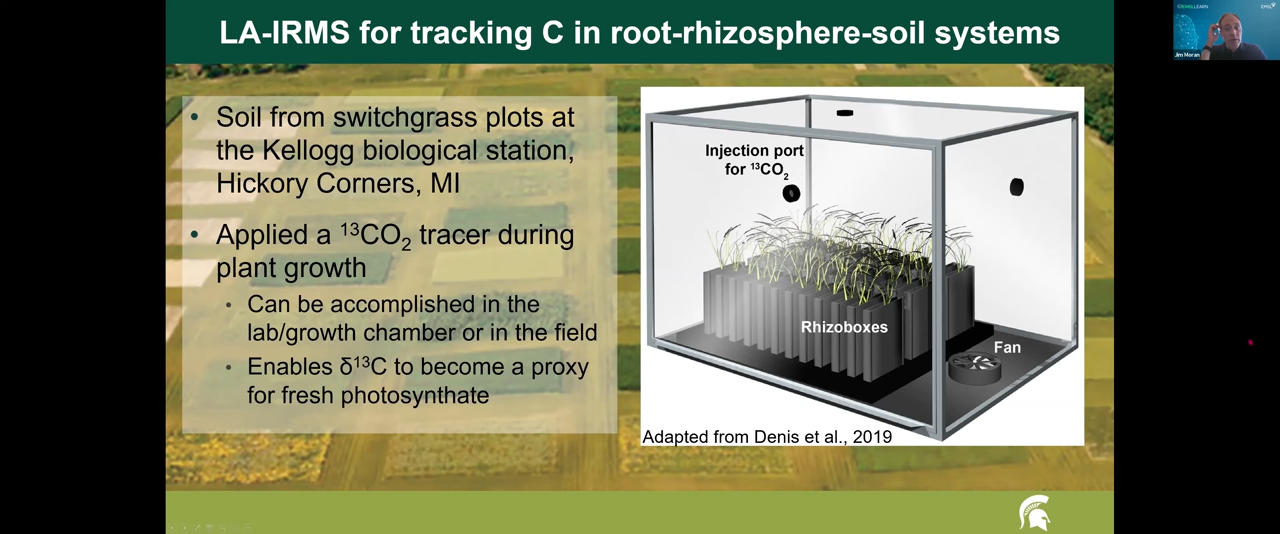 LA-IRMS for tracking C in root-rhizosphere-soil systems
• Soil from switchgrass plots at
the Kellogg biological station,
Hickory Corners, MI
• Applied a ¹³CO₂ tracer during
plant growth
• Can be accomplished in the
lab/growth chamber or in the field
• Enables δ¹³C to become a proxy
for fresh photosynthate
Injection port
for ¹³CO₂
Rhizoboxes
Fan
Adapted from Denis et al., 2019
EMSL LEARN
EMSL
Jim Moran